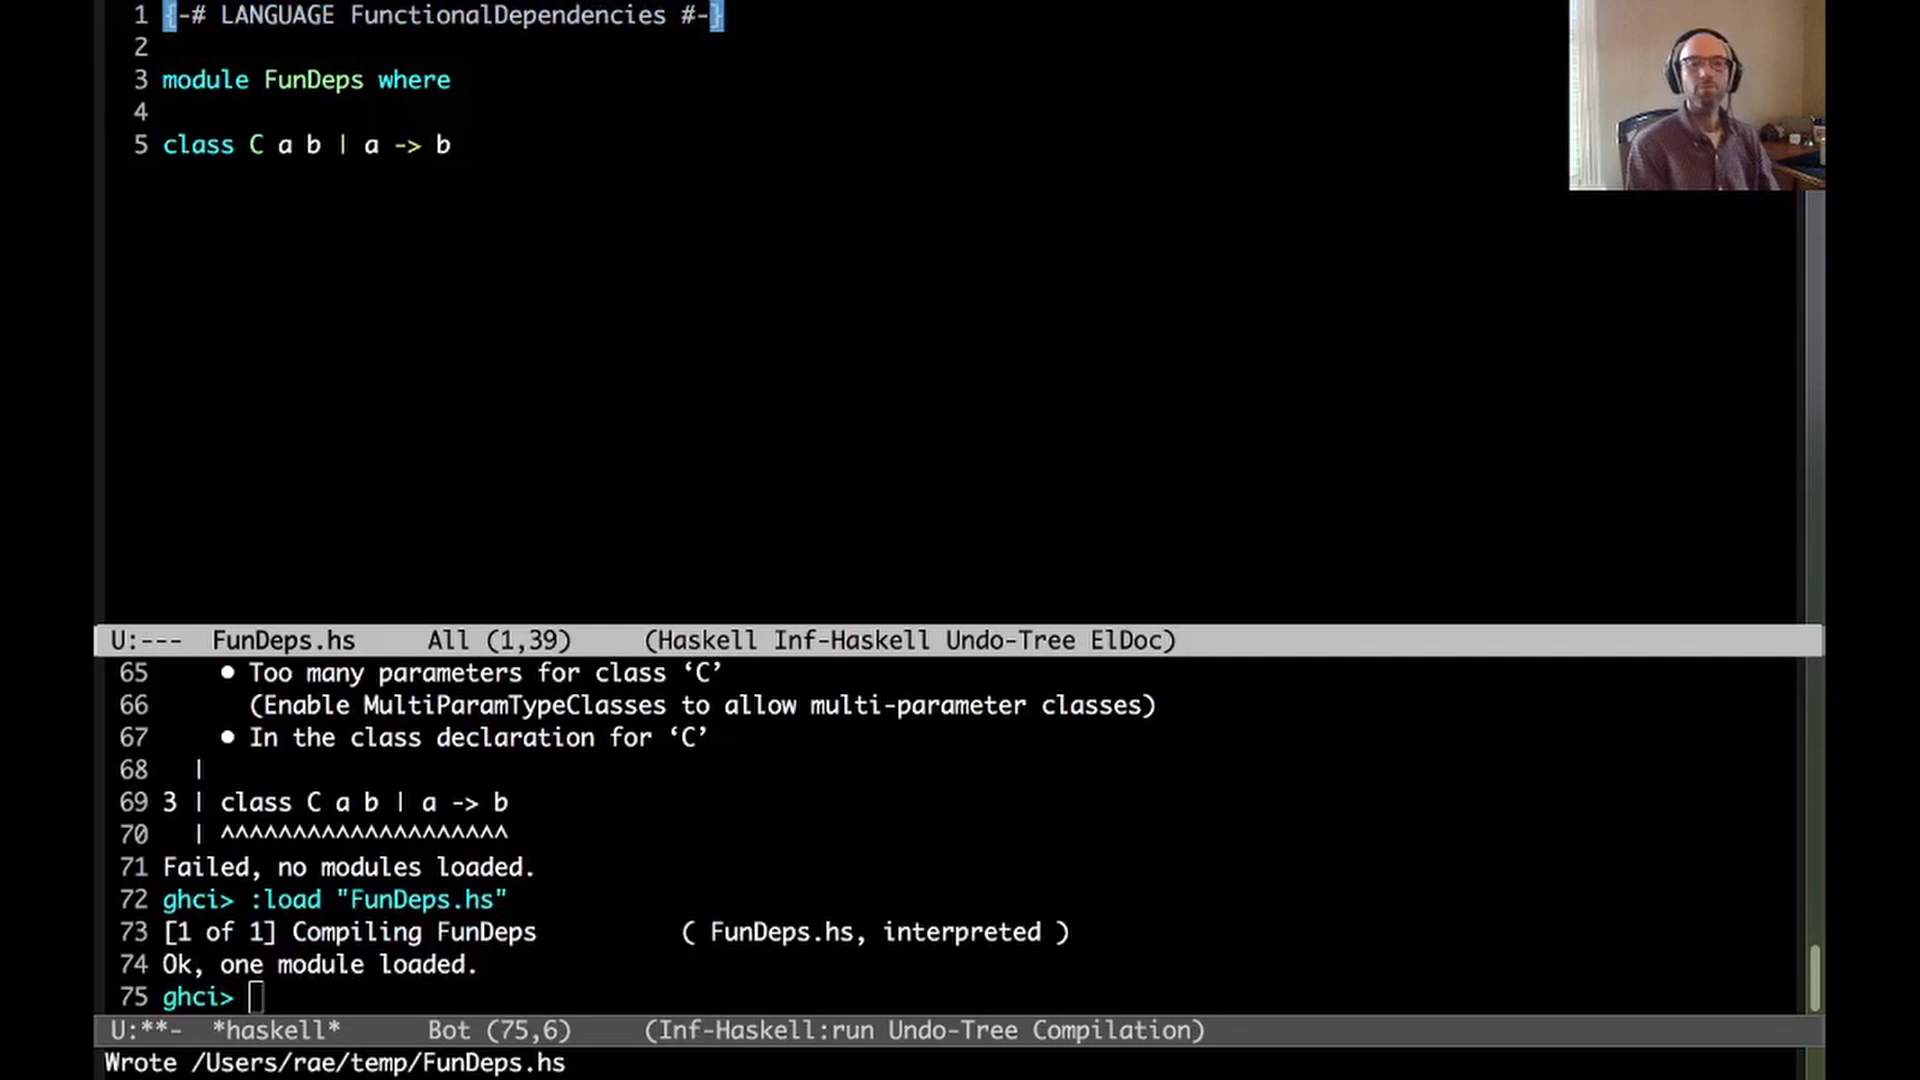 1 {-# LANGUAGE FunctionalDependencies #-}
2
3 module FunDeps where
4
5 class C a b | a -> b
U:--- FunDeps.hs All (1,39) (Haskell Inf-Haskell Undo-Tree ElDoc)
65 • Too many parameters for class ‘C’
66 (Enable MultiParamTypeClasses to allow multi-parameter classes)
67 • In the class declaration for ‘C’
68 |
69 3 | class C a b | a -> b
70 | ^^^^^^^^^^^^^^^^^^^^
71 Failed, no modules loaded.
72 ghci> :load "FunDeps.hs"
73 [1 of 1] Compiling FunDeps ( FunDeps.hs, interpreted )
74 Ok, one module loaded.
75 ghci>
U:**- *haskell* Bot (75,6) (Inf-Haskell:run Undo-Tree Compilation)
Wrote /Users/rae/temp/FunDeps.hs